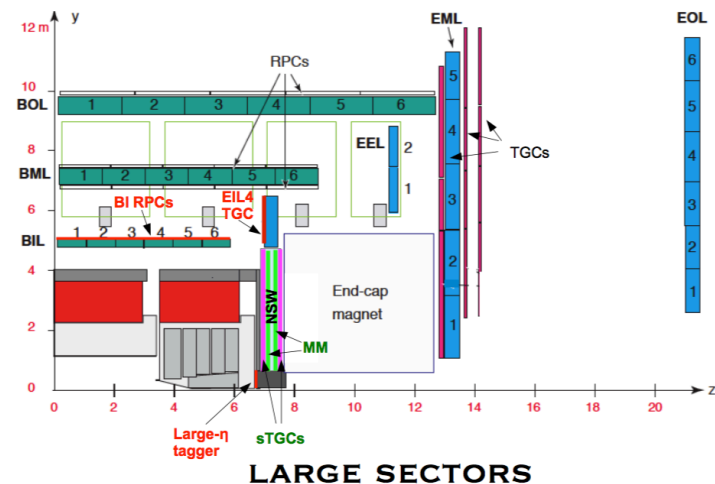 y
EML
EOL
12 m
RPCs
5
6
10
BOL
1 2 3 4 5 6
5
4
TGCs
8
EEL
2
4
BML
1 2 3 4 5 6
1
3
3
6
BI RPCs
EIL4
TGC
BIL
1 2 3 4 5 6
2
2
4
NSW
End-cap
magnet
1
2
MM
1
0
z
0 2 4 6 8 10 12 14 16 18 20
Large-η
tagger
sTGCs
LARGE SECTORS